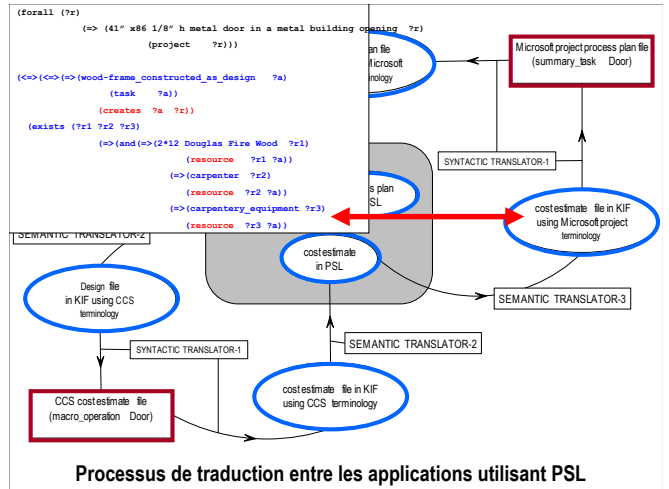 (forall (?r)
(=> (41” x86 1/8” h metal door in a metal building opening ?r)
(project ?r)))
(<=>(<=>(=>(wood-frame_constructed_as_design ?a)
(task ?a))
(creates ?a ?r))
(exists (?r1 ?r2 ?r3)
(=>(and(=>(2*12 Douglas Fire Wood ?r1)
(resource ?r1 ?a))
(=>(carpenter ?r2)
(resource ?r2 ?a))
(=>(carpentery_equipment ?r3)
(resource ?r3 ?a))
an file
Microsoft
inology
Microsoft project process plan file
(summary_task Door)
SYNTACTIC TRANSLATOR-1
s plan
SL
cost estimate file in KIF
using Microsoft project
terminology
SEMANTIC TRANSLATOR-2
cost estimate
in PSL
Design file
in KIF using CCS
terminology
SEMANTIC TRANSLATOR-3
SYNTACTIC TRANSLATOR-1
SEMANTIC TRANSLATOR-2
CCS cost estimate file
(macro_operation Door)
cost estimate file in KIF
using CCS terminology
Processus de traduction entre les applications utilisant PSL